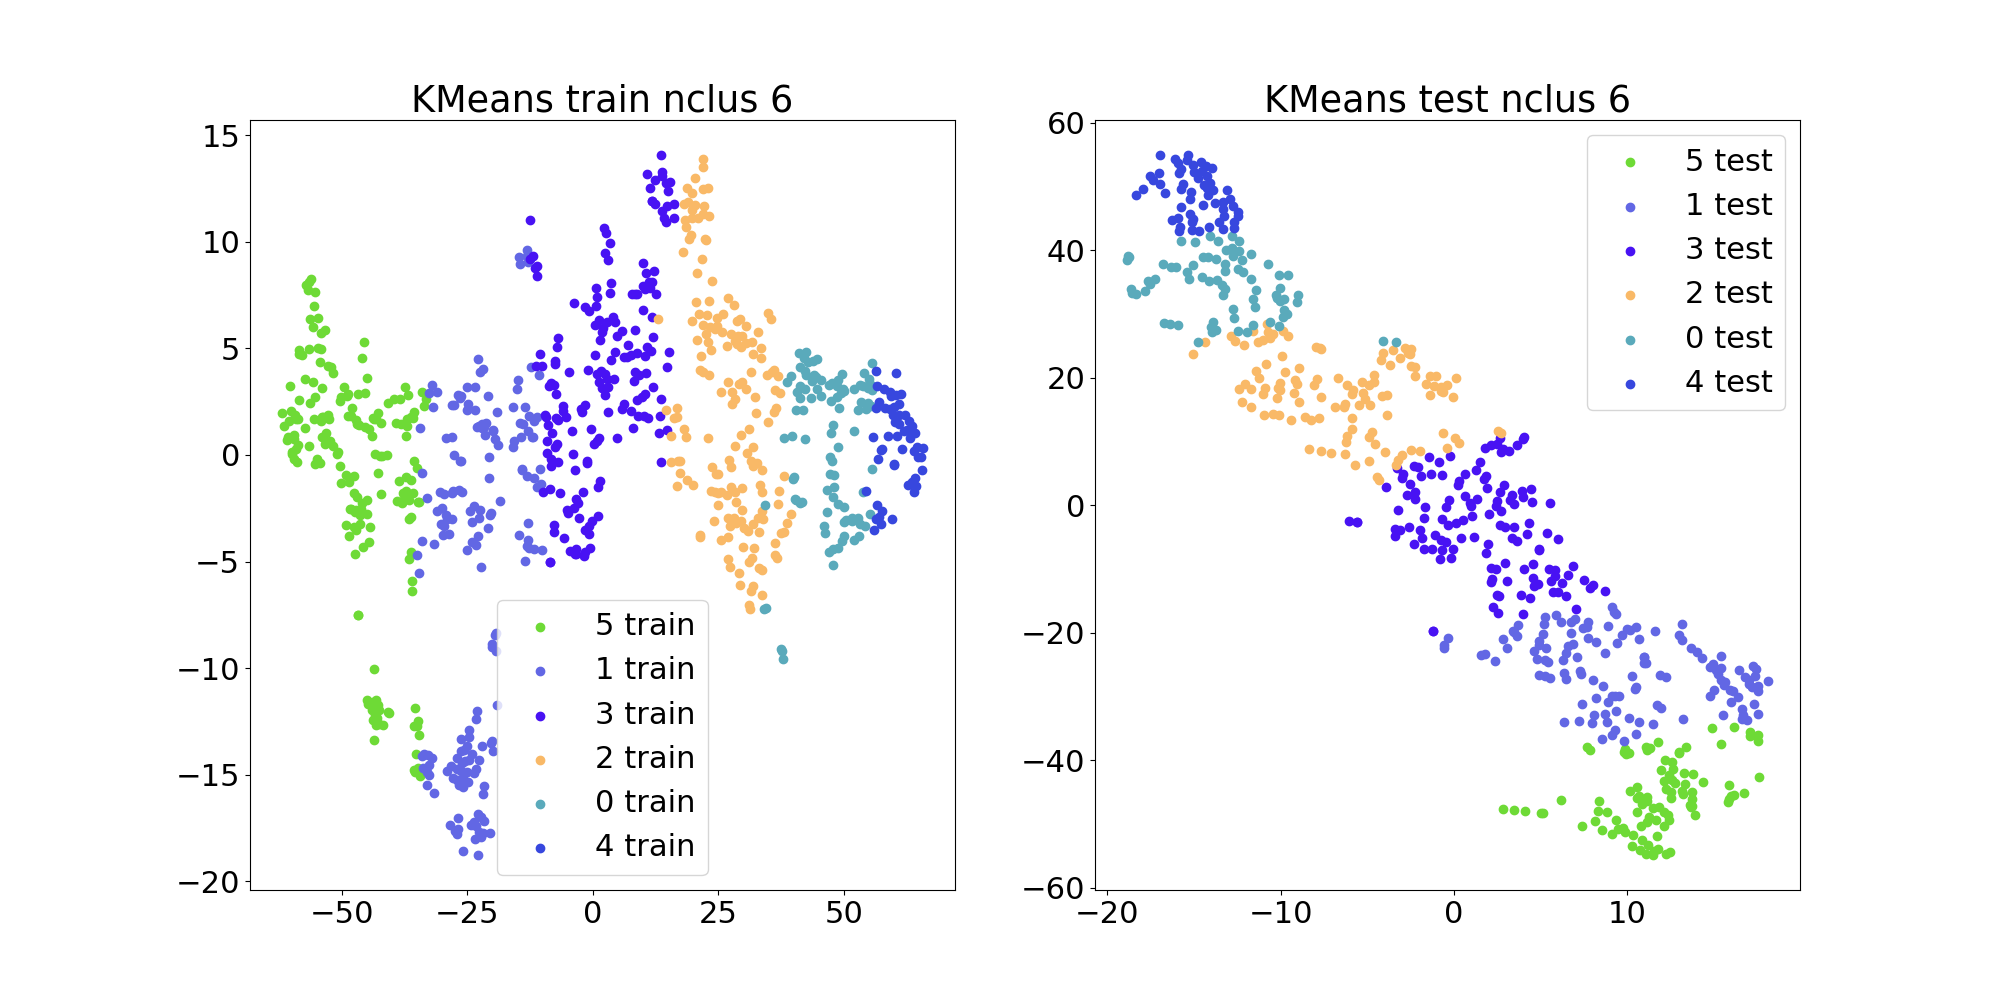 KMeans train nclus 6
15
10
5
0
−5
−10
−15
−20
−50
−25
0
25
50
5 train
1 train
3 train
2 train
0 train
4 train
KMeans test nclus 6
60
40
20
0
−20
−40
−60
−20
−10
0
10
5 test
1 test
3 test
2 test
0 test
4 test